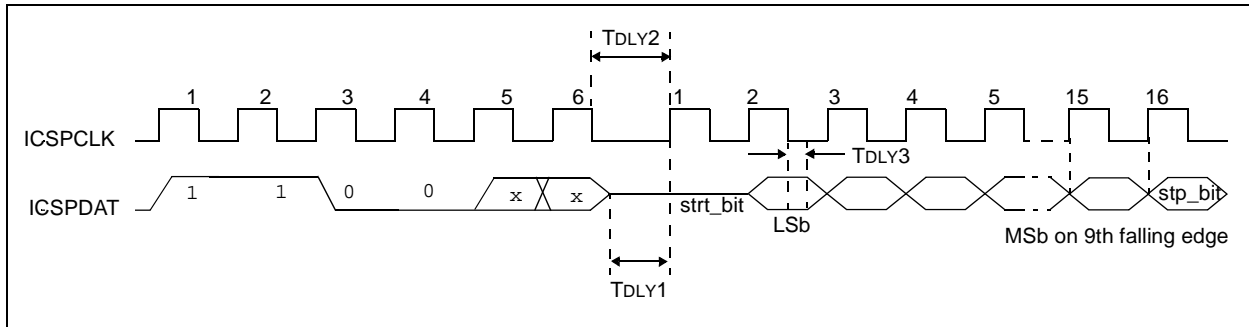 TDLY2
1 2 3 4 5 6 1 2 3 4 5 15 16
ICSPCLK
TDLY3
ICSPDAT
1 1 0 0 x x strt_bit stp_bit
LSb
MSb on 9th falling edge
TDLY1